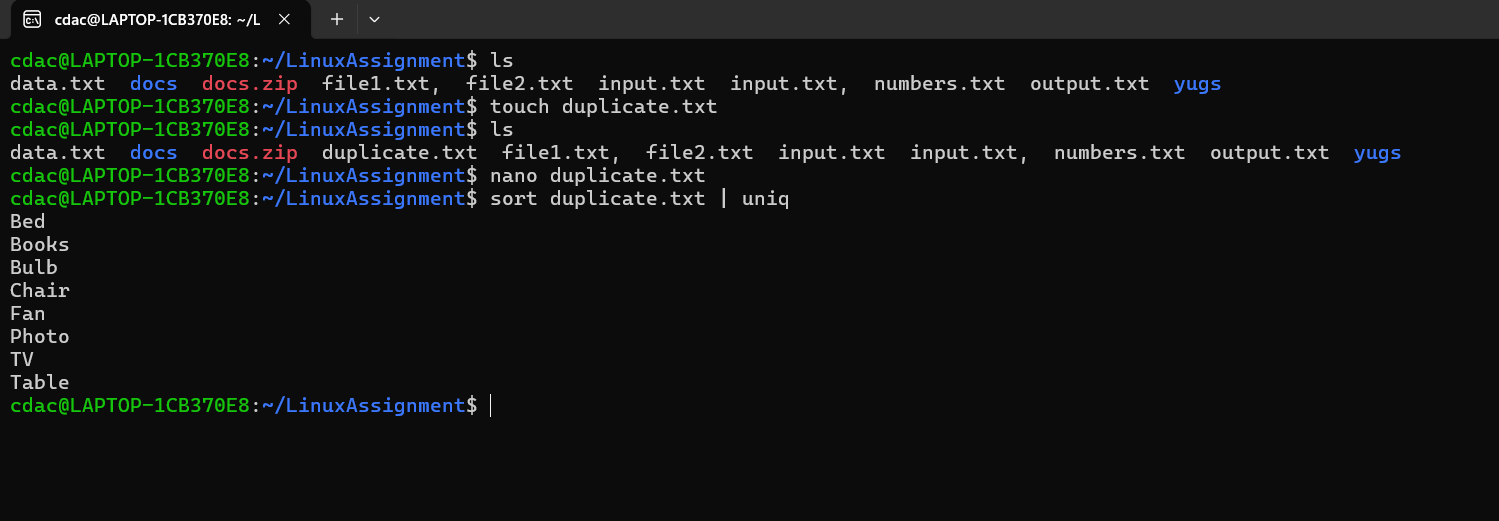 cdac@LAPTOP-1CB370E8: ~/L
cdac@LAPTOP-1CB370E8:~/LinuxAssignment$ ls
data.txt  docs  docs.zip  file1.txt,  file2.txt  input.txt  input.txt,  numbers.txt  output.txt  yugs
cdac@LAPTOP-1CB370E8:~/LinuxAssignment$ touch duplicate.txt
cdac@LAPTOP-1CB370E8:~/LinuxAssignment$ ls
data.txt  docs  docs.zip  duplicate.txt  file1.txt,  file2.txt  input.txt  input.txt,  numbers.txt  output.txt  yugs
cdac@LAPTOP-1CB370E8:~/LinuxAssignment$ nano duplicate.txt
cdac@LAPTOP-1CB370E8:~/LinuxAssignment$ sort duplicate.txt | uniq
Bed
Books
Bulb
Chair
Fan
Photo
TV
Table
cdac@LAPTOP-1CB370E8:~/LinuxAssignment$